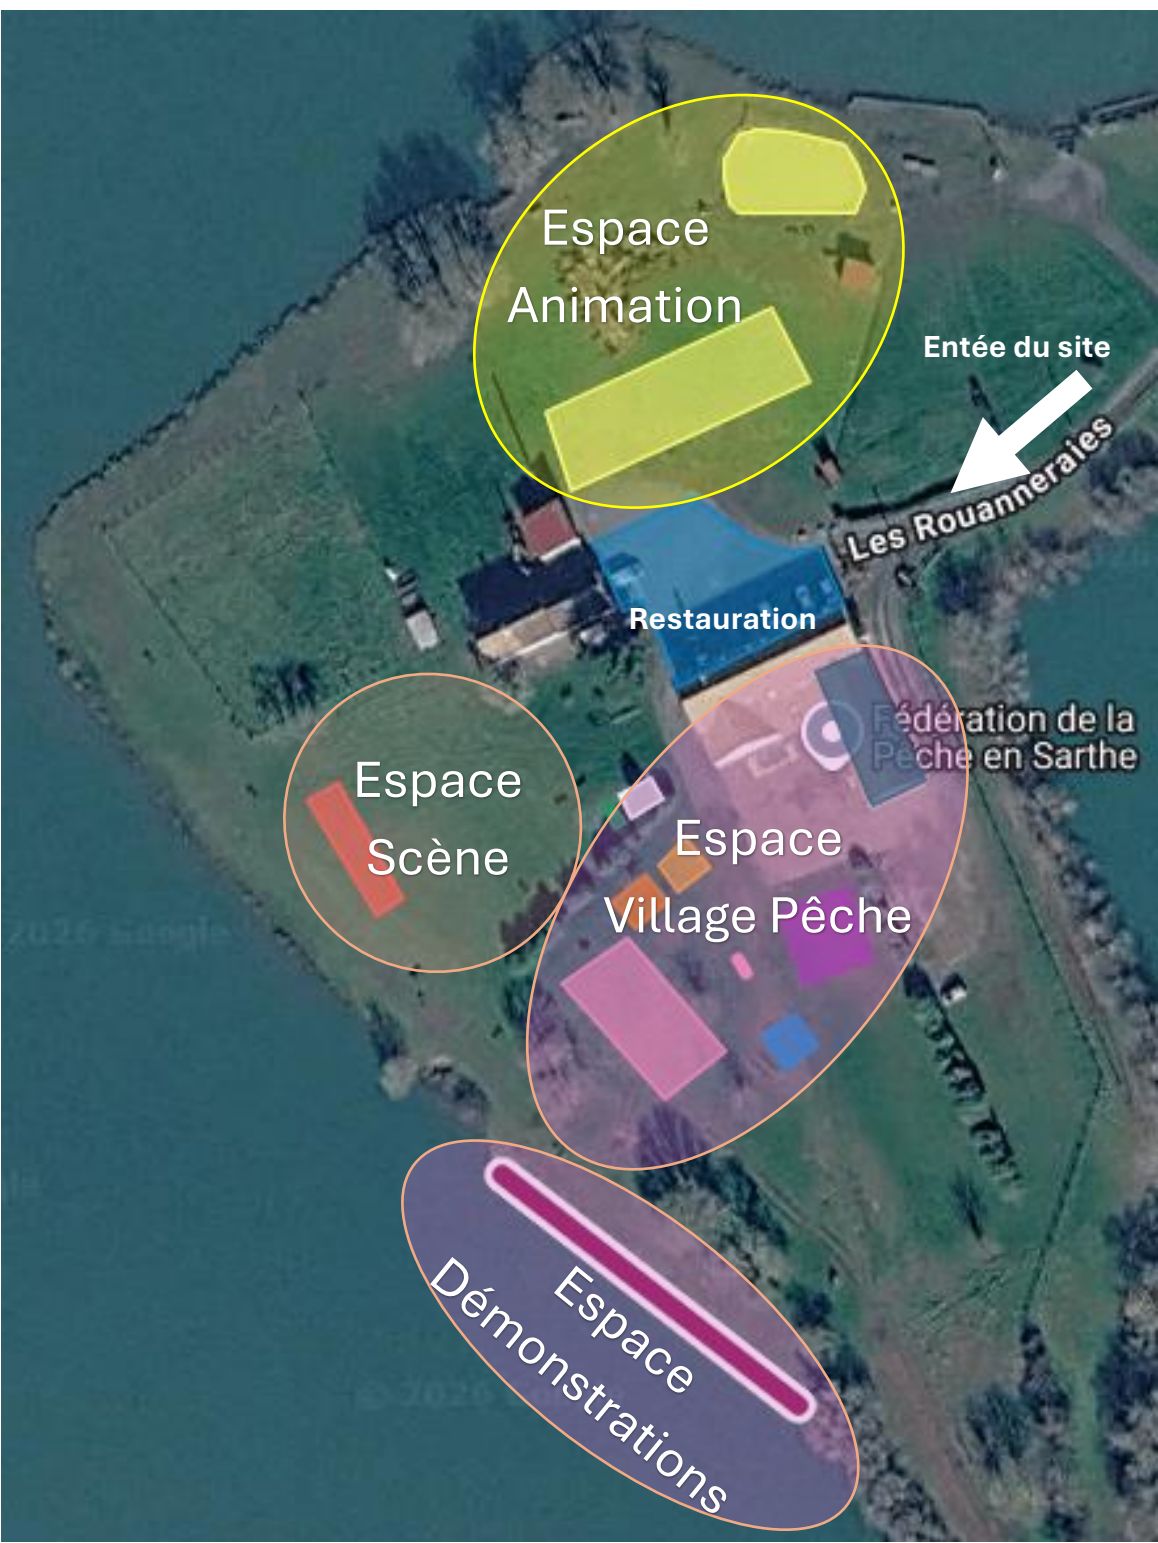 Espace
Animation
Entée du site
Les Rouanneraies
Restauration
Fédération de la
Pêche en Sarthe
Espace
Scène
Espace
Village Pêche
Espace
Démonstrations